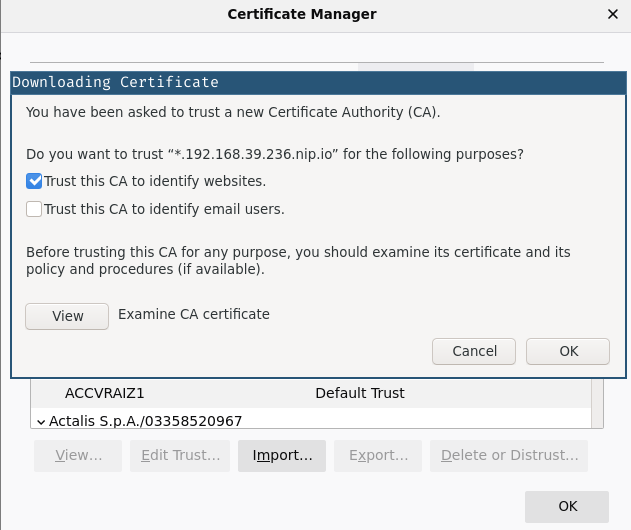 Certificate Manager
Downloading Certificate
You have been asked to trust a new Certificate Authority (CA).
Do you want to trust “*.192.168.39.236.nip.io” for the following purposes?
Trust this CA to identify websites.
Trust this CA to identify email users.
Before trusting this CA for any purpose, you should examine its certificate and its
policy and procedures (if available).
View Examine CA certificate
Cancel OK
ACCVRAIZ1 Default Trust
Actalis S.p.A./03358520967
View… Edit Trust… Import… Export… Delete or Distrust…
OK